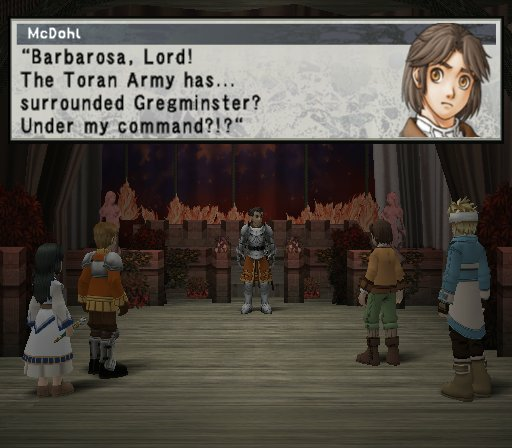 McDohl
“Barbarosa, Lord!
The Toran Army has...
surrounded Gregminster?
Under my command?!?“